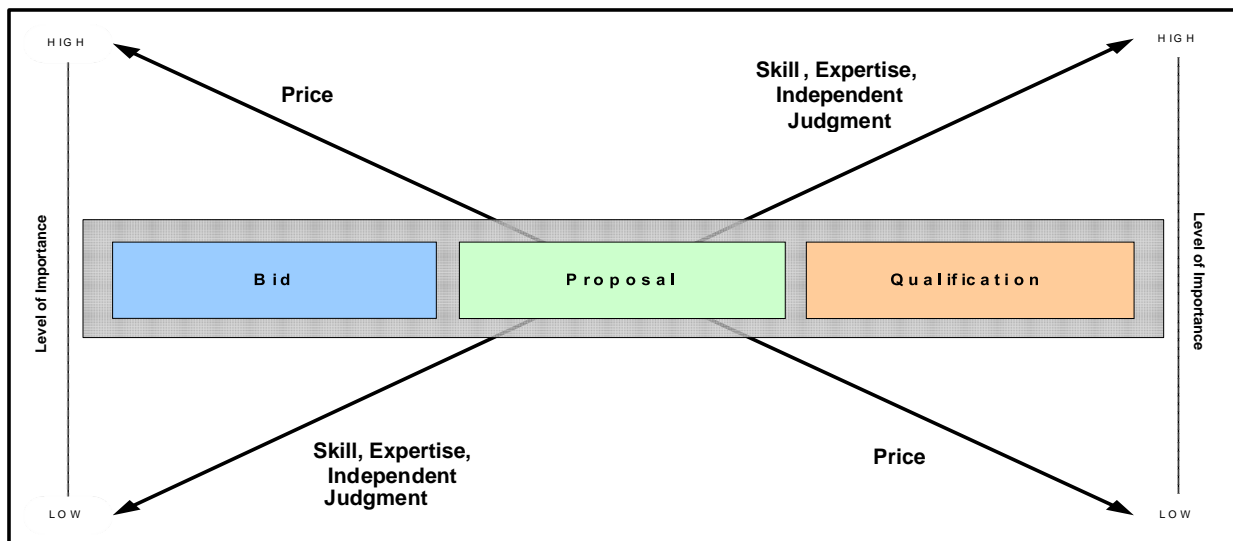 HIGH
HIGH
Price
Skill, Expertise,
Independent
Judgment
Level of Importance
Level of Importance
Bid
Proposal
Qualification
Skill, Expertise,
Independent
Judgment
Price
LOW
LOW